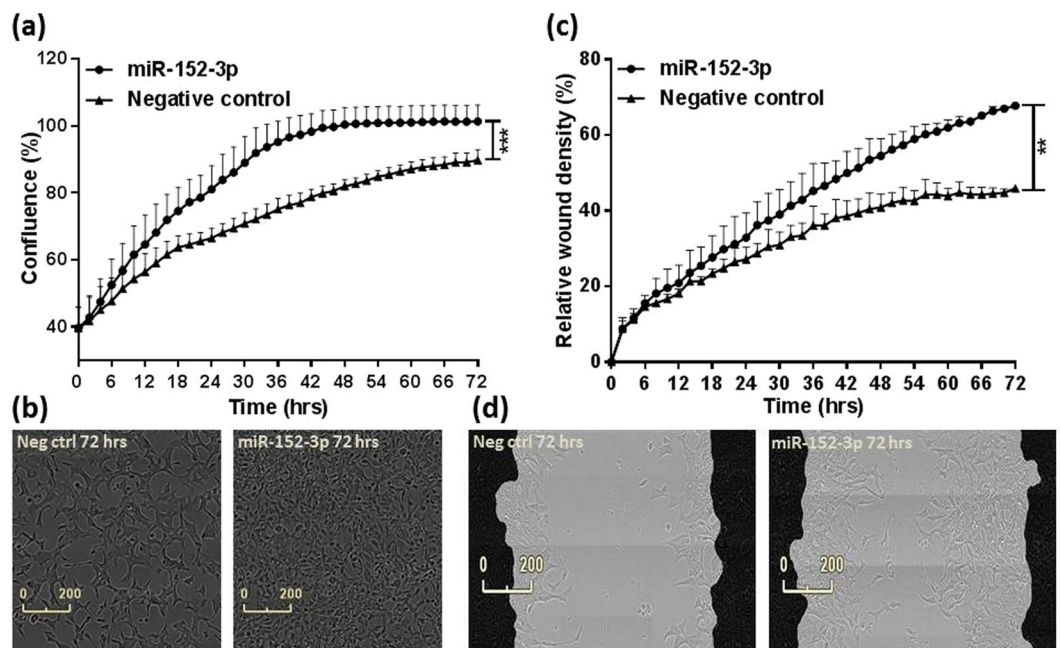 (a)
120
100
80
60
40
Confluence (%)
miR-152-3p
Negative control
***
0 6 12 18 24 30 36 42 48 54 60 66 72
Time (hrs)
(c)
80
60
40
20
0
Relative wound density (%)
miR-152-3p
Negative control
**
0 6 12 18 24 30 36 42 48 54 60 66 72
Time (hrs)
(b)
Neg ctrl 72 hrs
0 200
miR-152-3p 72 hrs
0 200
(d)
Neg ctrl 72 hrs
0 200
miR-152-3p 72 hrs
0 200